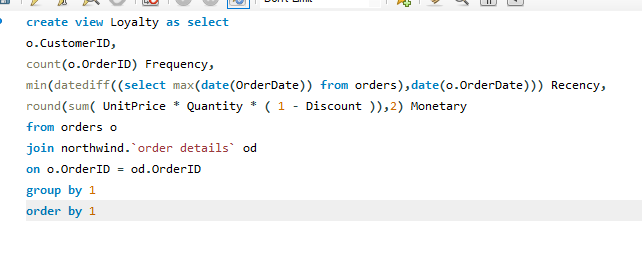 Don't Limit
create view Loyalty as select
o.CustomerID,
count(o.OrderID) Frequency,
min(datediff((select max(date(OrderDate)) from orders),date(o.OrderDate))) Recency,
round(sum( UnitPrice * Quantity * ( 1 - Discount )),2) Monetary
from orders o
join northwind.`order details` od
on o.OrderID = od.OrderID
group by 1
order by 1